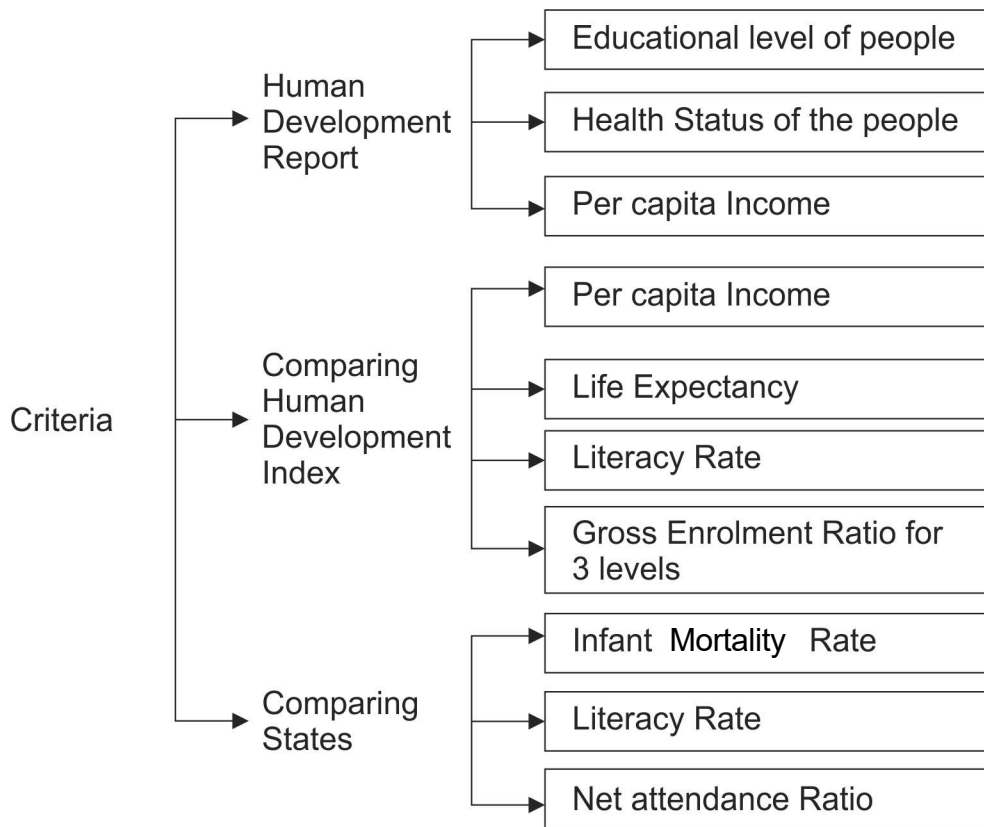 Criteria
Human
Development
Report
Educational level of people
Health Status of the people
Per capita Income
Comparing
Human
Development
Index
Per capita Income
Life Expectancy
Literacy Rate
Gross Enrolment Ratio for
3 levels
Comparing
States
Infant Mortality Rate
Literacy Rate
Net attendance Ratio